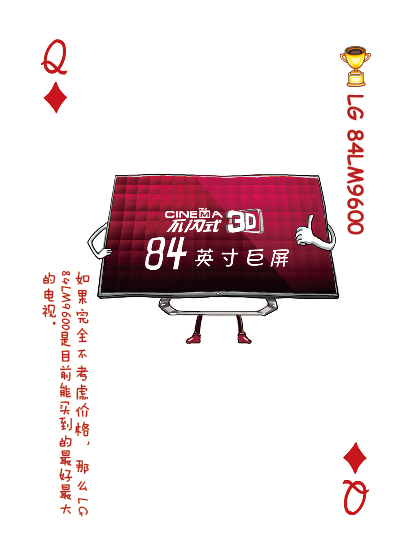 Q
LG 84LM9600
CINEMA
不闪式 3D
84 英寸巨屏
如果完全不考虑价格，那么LG
84LM9600是目前能买到的最好最大
的电视。
Q